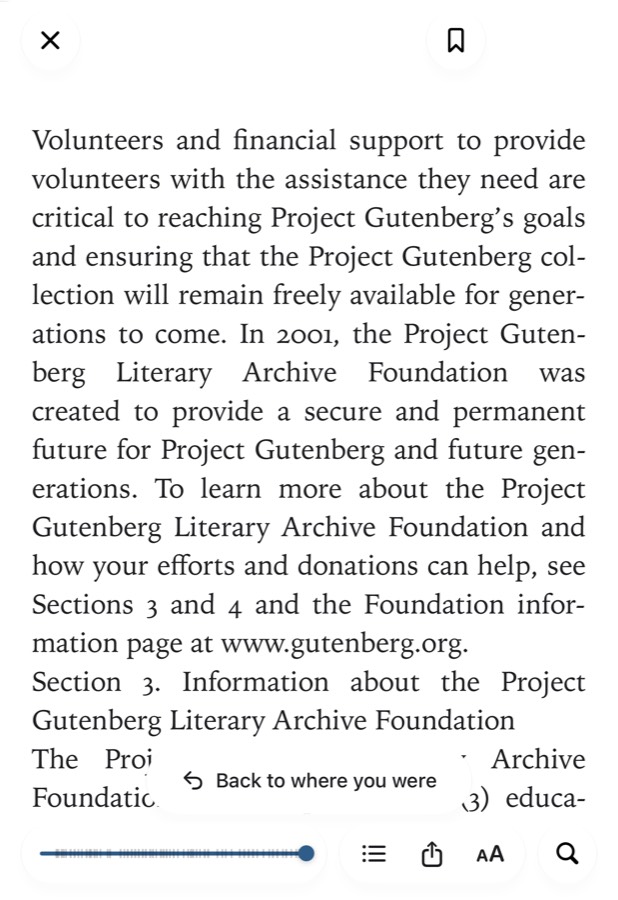 Volunteers and financial support to provide
volunteers with the assistance they need are
critical to reaching Project Gutenberg’s goals
and ensuring that the Project Gutenberg col-
lection will remain freely available for gener-
ations to come. In 2001, the Project Guten-
berg Literary Archive Foundation was
created to provide a secure and permanent
future for Project Gutenberg and future gen-
erations. To learn more about the Project
Gutenberg Literary Archive Foundation and
how your efforts and donations can help, see
Sections 3 and 4 and the Foundation infor-
mation page at www.gutenberg.org.
Section 3. Information about the Project
Gutenberg Literary Archive Foundation
The Archive
3) educa-
Back to where you were
AA